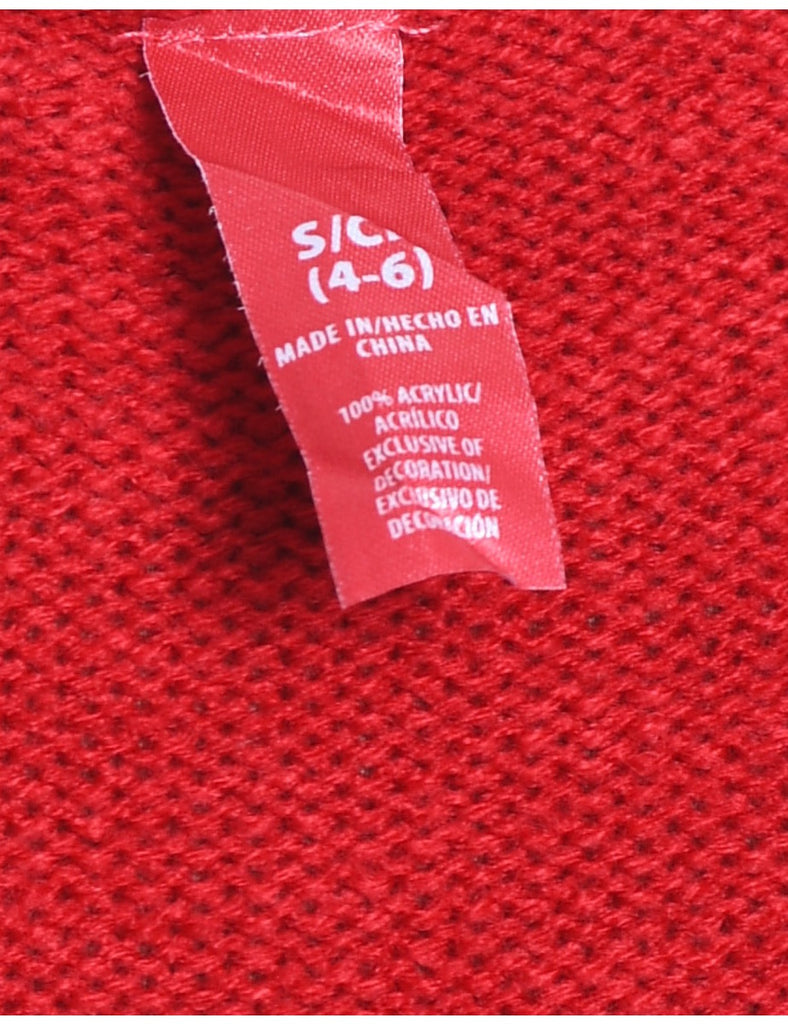 S/C
(4-6)
MADE IN/HECHO EN
CHINA
100% ACRYLIC/
ACRÍLICO
EXCLUSIVE OF
DECORATION/
EXCLUSIVO DE
DECORACIÓN